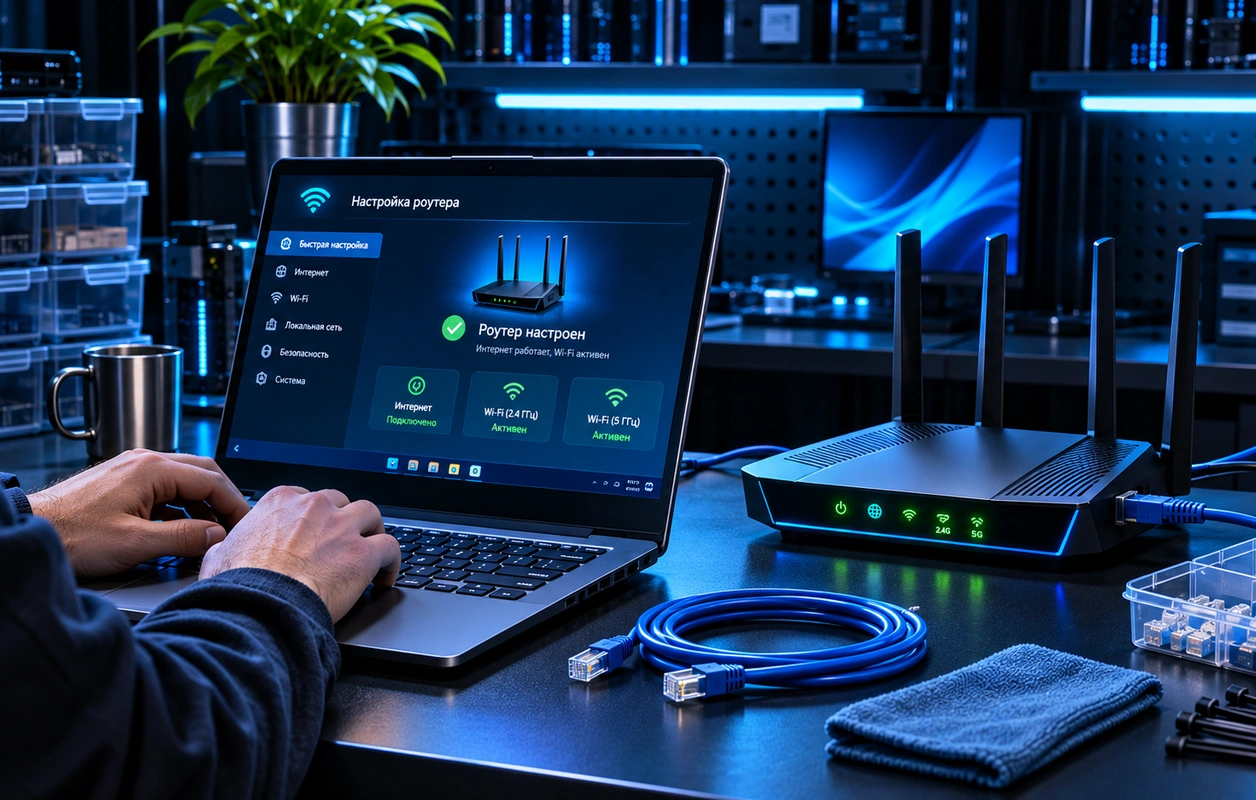 Настройка роутера
Быстрая настройка
Интернет
Wi-Fi
Локальная сеть
Безопасность
Система
Роутер настроен
Интернет работает, Wi-Fi активен
Интернет
Подключено
Wi-Fi (2.4 ГГц)
Активен
Wi-Fi (5 ГГц)
Активен
2.4G
5G